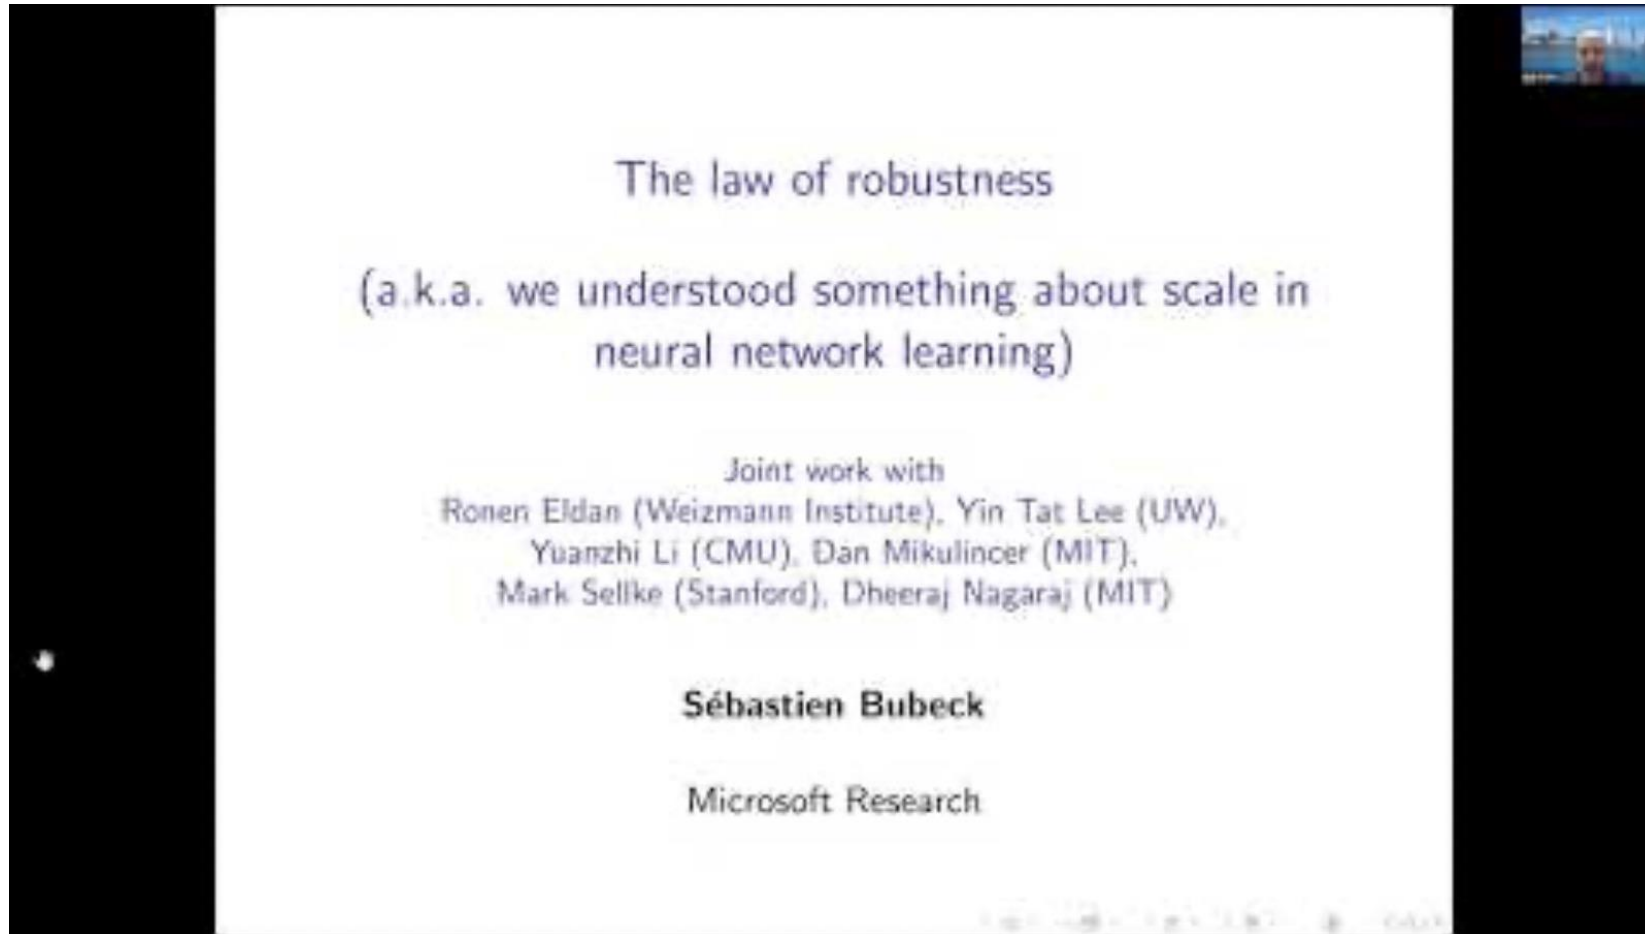 The law of robustness
(a.k.a. we understood something about scale in
neural network learning)
Joint work with
Ronen Eldan (Weizmann Institute), Yin Tat Lee (UW),
Yuanzhi Li (CMU), Dan Mikulincer (MIT),
Mark Sellke (Stanford), Dheeraj Nagaraj (MIT)
Sébastien Bubeck
Microsoft Research